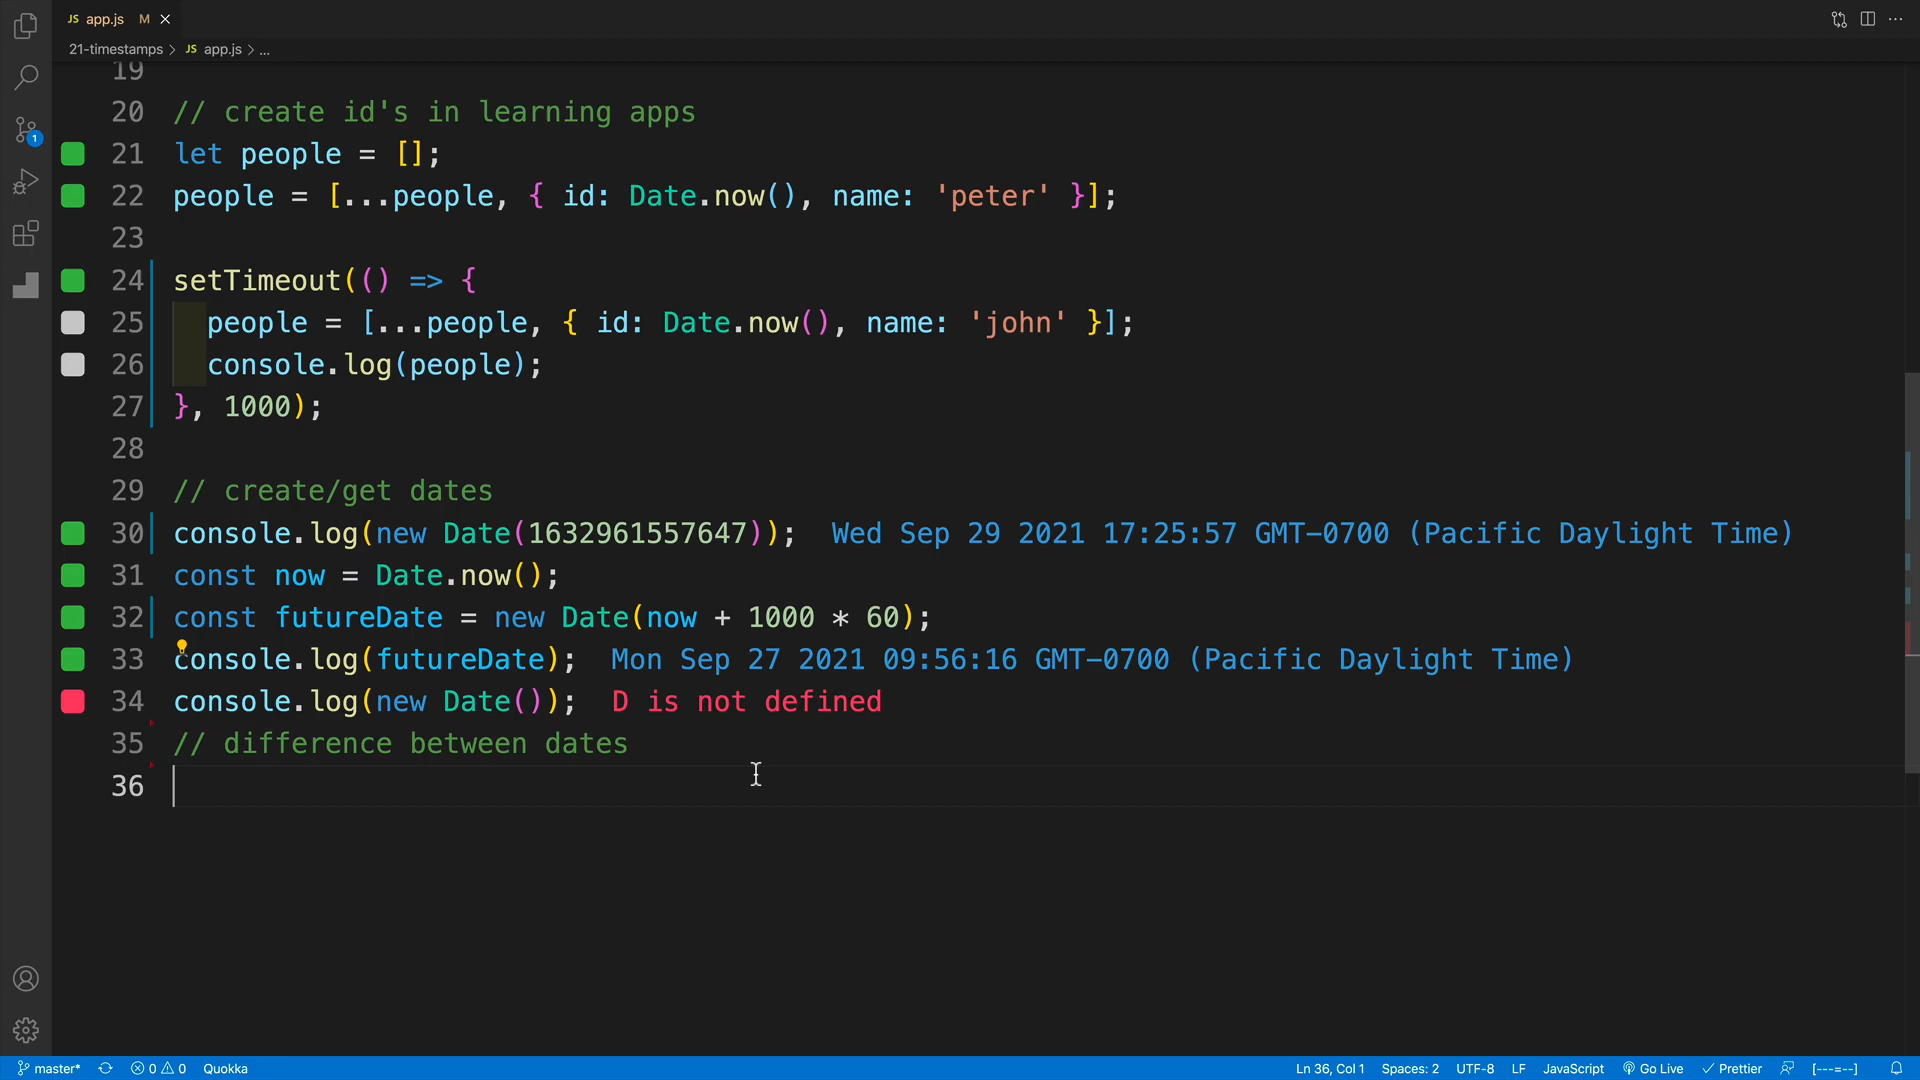 JS app.js M
21-timestamps > JS app.js > ...
19
20 // create id's in learning apps
21 let people = [];
22 people = [...people, { id: Date.now(), name: 'peter' }];
23
24 setTimeout(() => {
25 people = [...people, { id: Date.now(), name: 'john' }];
26 console.log(people);
27 }, 1000);
28
29 // create/get dates
30 console.log(new Date(1632961557647)); Wed Sep 29 2021 17:25:57 GMT-0700 (Pacific Daylight Time)
31 const now = Date.now();
32 const futureDate = new Date(now + 1000 * 60);
33 console.log(futureDate); Mon Sep 27 2021 09:56:16 GMT-0700 (Pacific Daylight Time)
34 console.log(new Date()); D is not defined
35 // difference between dates
36
1
master* 0 0 Quokka Ln 36, Col 1 Spaces: 2 UTF-8 LF JavaScript Go Live Prettier [---=--]